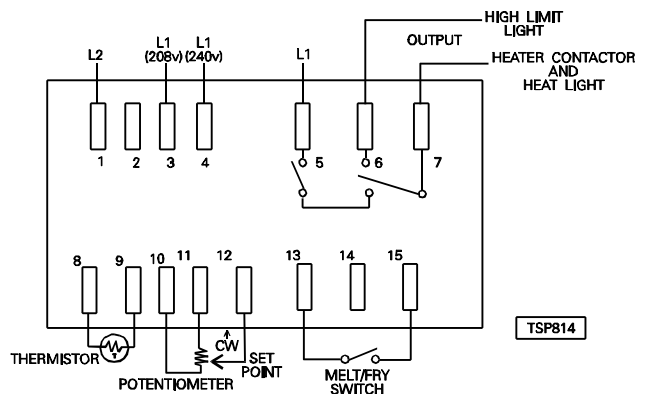 HIGH LIMIT
LIGHT
OUTPUT
HEATER CONTACTOR
AND
HEAT LIGHT
L2
L1
(208v)
L1
(240v)
L1
1
2
3
4
5
6
7
8
9
10
11
12
13
14
15
THERMISTOR
POTENTIOMETER
CW
SET
POINT
MELT/FRY
SWITCH
TSP814